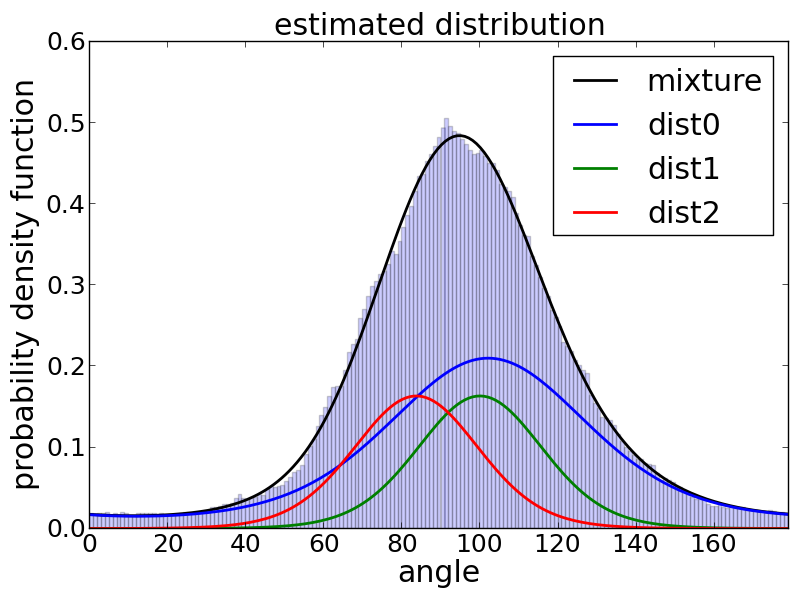 estimated distribution
probability density function
0.6
0.5
0.4
0.3
0.2
0.1
0.0
mixture
dist0
dist1
dist2
0 20 40 60 80 100 120 140 160
angle